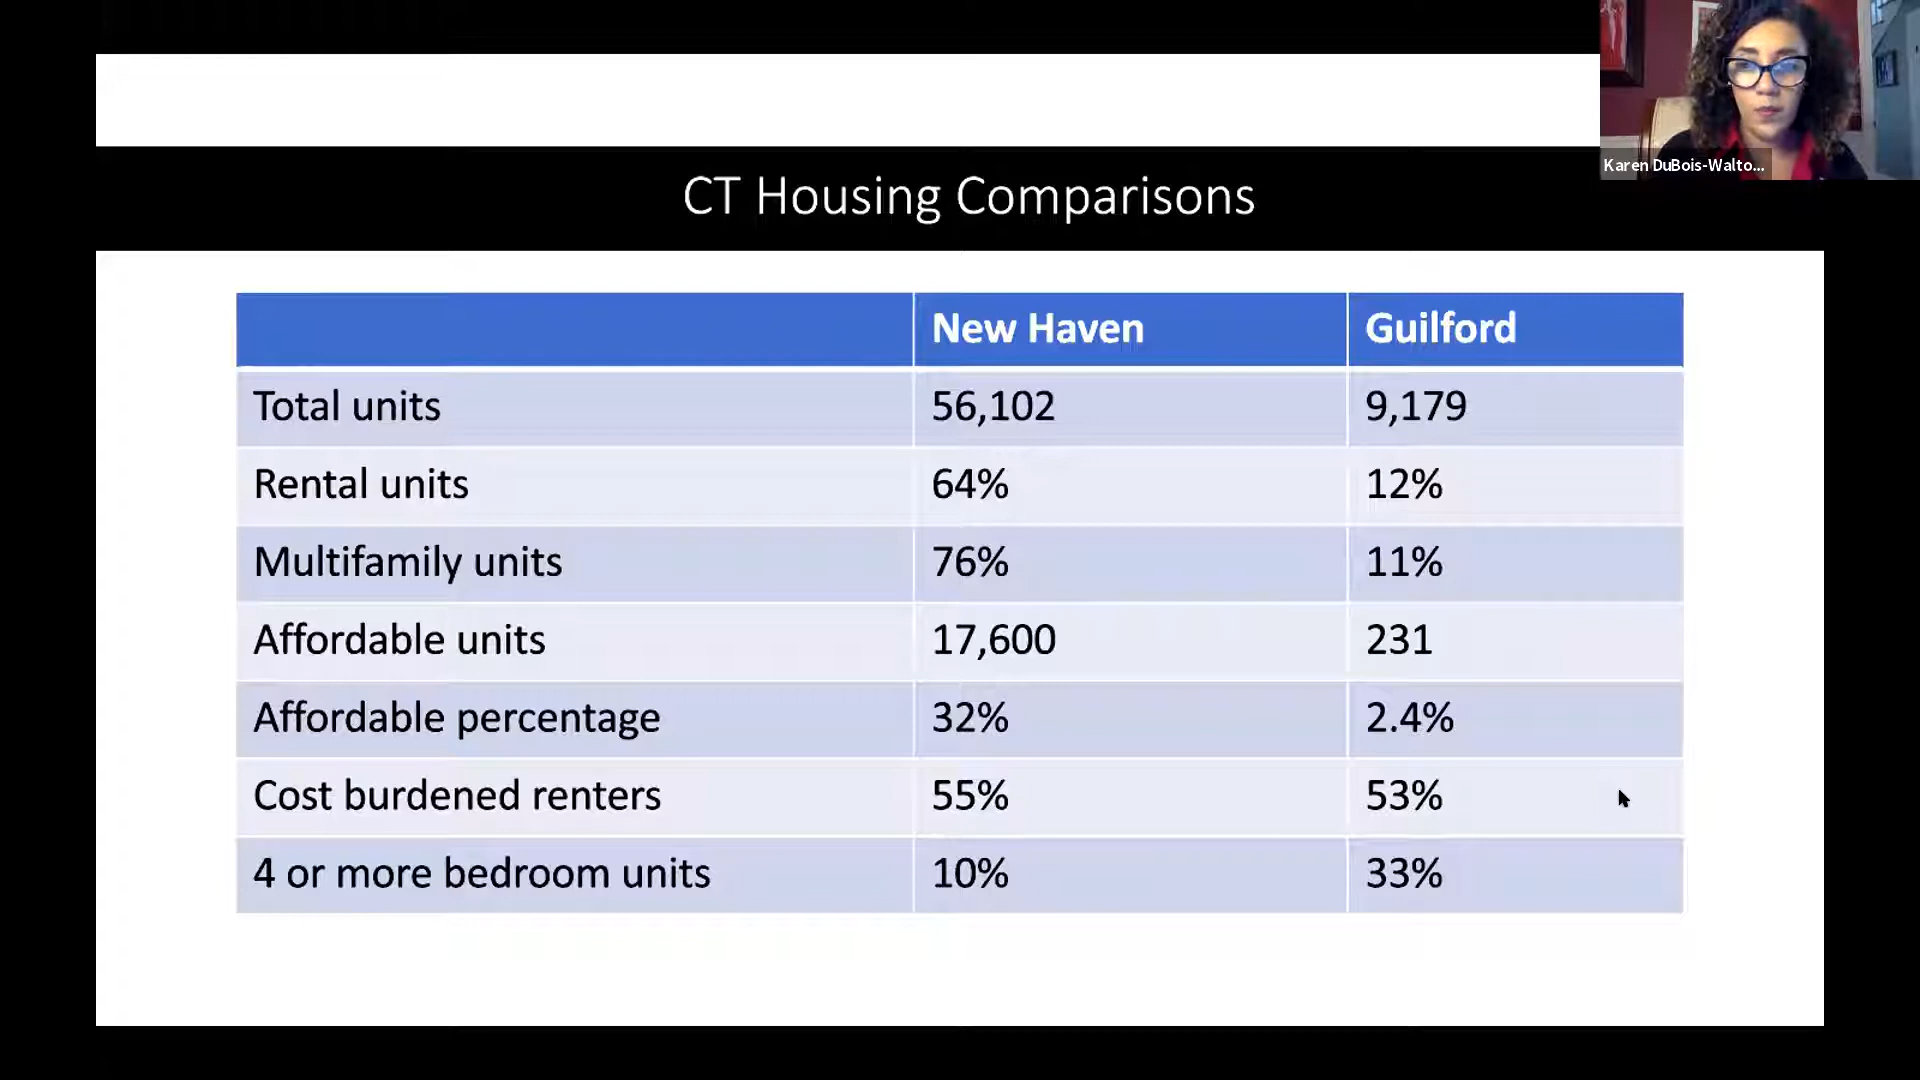 Karen DuBois-Walto...
CT Housing Comparisons
New Haven Guilford
Total units 56,102 9,179
Rental units 64% 12%
Multifamily units 76% 11%
Affordable units 17,600 231
Affordable percentage 32% 2.4%
Cost burdened renters 55% 53%
4 or more bedroom units 10% 33%